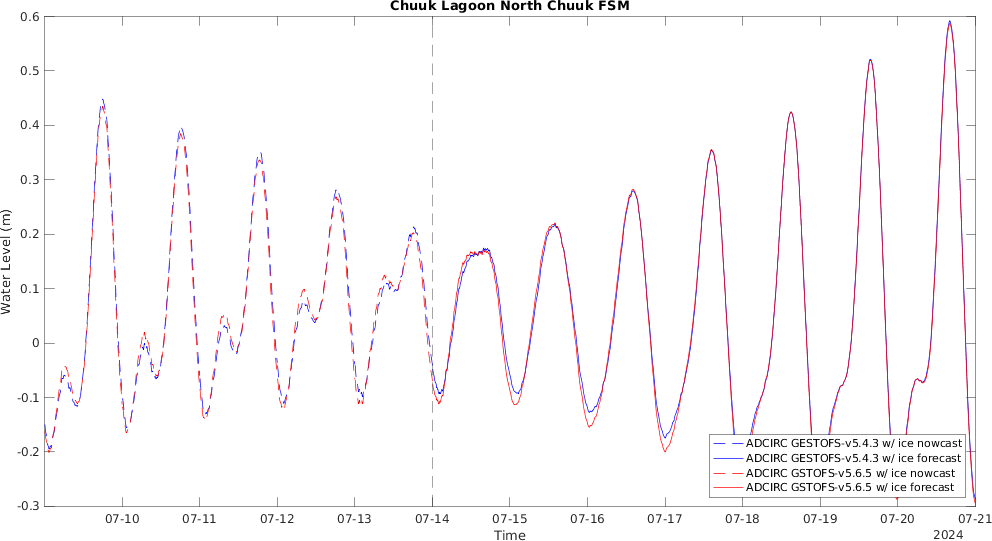 Chuuk Lagoon North Chuuk FSM
Water Level (m)
0.6
0.5
0.4
0.3
0.2
0.1
0
-0.1
-0.2
-0.3
ADCIRC GESTOFS-v5.4.3 w/ ice nowcast
ADCIRC GESTOFS-v5.4.3 w/ ice forecast
ADCIRC GSTOFS-v5.6.5 w/ ice nowcast
ADCIRC GSTOFS-v5.6.5 w/ ice forecast
07-10 07-11 07-12 07-13 07-14 07-15 07-16 07-17 07-18 07-19 07-20 07-21
Time
2024